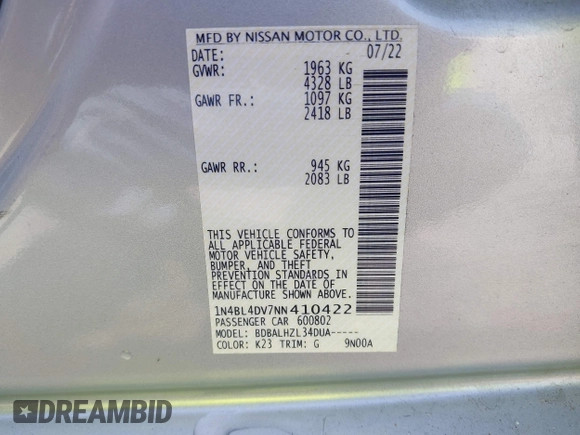 MFD BY NISSAN MOTOR CO., LTD.
DATE: 07/22
GVWR: 1963 KG
4328 LB
GAWR FR.: 1097 KG
2418 LB
GAWR RR.: 945 KG
2083 LB
THIS VEHICLE CONFORMS TO
ALL APPLICABLE FEDERAL
MOTOR VEHICLE SAFETY,
BUMPER, AND THEFT
PREVENTION STANDARDS IN
EFFECT ON THE DATE OF
MANUFACTURE SHOWN ABOVE.
1N4BL4DV7NN410422
PASSENGER CAR 600802
MODEL: BDBALHZL34DUA-----
COLOR: K23 TRIM: G 9N00A
DREAMBID